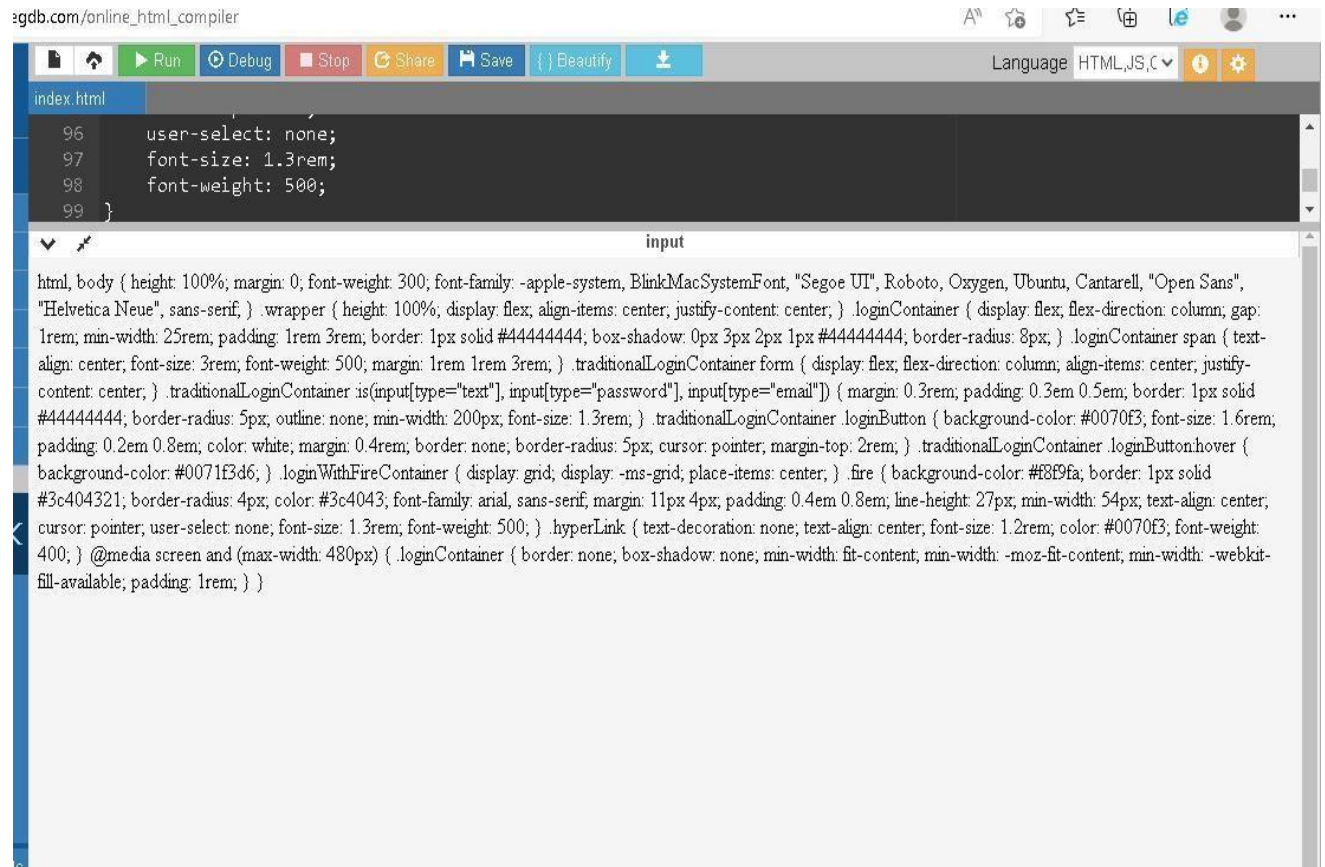 egdb.com/online_html_compiler
Run Debug Stop Share Save { } Beautify Language HTML,JS,C
index.html
96 user-select: none;
97 font-size: 1.3rem;
98 font-weight: 500;
99 }
input
html, body { height: 100%; margin: 0; font-weight: 300; font-family: -apple-system, BlinkMacSystemFont, "Segoe UI", Roboto, Oxygen, Ubuntu, Cantarell, "Open Sans",
"Helvetica Neue", sans-serif; } .wrapper { height: 100%; display: flex; align-items: center; justify-content: center; } .loginContainer { display: flex; flex-direction: column; gap:
1rem; min-width: 25rem; padding: 1rem 3rem; border: 1px solid #44444444; box-shadow: 0px 3px 2px 1px #44444444; border-radius: 8px; } .loginContainer span { text-
align: center; font-size: 3rem; font-weight: 500; margin: 1rem 1rem 3rem; } .traditionalLoginContainer form { display: flex; flex-direction: column; align-items: center; justify-
content: center; } .traditionalLoginContainer :is(input[type="text"], input[type="password"], input[type="email"]) { margin: 0.3rem; padding: 0.3em 0.5em; border: 1px solid
#44444444; border-radius: 5px; outline: none; min-width: 200px; font-size: 1.3rem; } .traditionalLoginContainer .loginButton { background-color: #0070f3; font-size: 1.6rem;
padding: 0.2em 0.8em; color: white; margin: 0.4rem; border: none; border-radius: 5px; cursor: pointer; margin-top: 2rem; } .traditionalLoginContainer .loginButton:hover {
background-color: #0071f3d6; } .loginWithFireContainer { display: grid; display: -ms-grid; place-items: center; } .fire { background-color: #f8f9fa; border: 1px solid
#3c404321; border-radius: 4px; color: #3c4043; font-family: arial, sans-serif; margin: 11px 4px; padding: 0.4em 0.8em; line-height: 27px; min-width: 54px; text-align: center;
cursor: pointer; user-select: none; font-size: 1.3rem; font-weight: 500; } .hyperLink { text-decoration: none; text-align: center; font-size: 1.2rem; color: #0070f3; font-weight:
400; } @media screen and (max-width: 480px) { .loginContainer { border: none; box-shadow: none; min-width: fit-content; min-width: -moz-fit-content; min-width: -webkit-
fill-available; padding: 1rem; } }